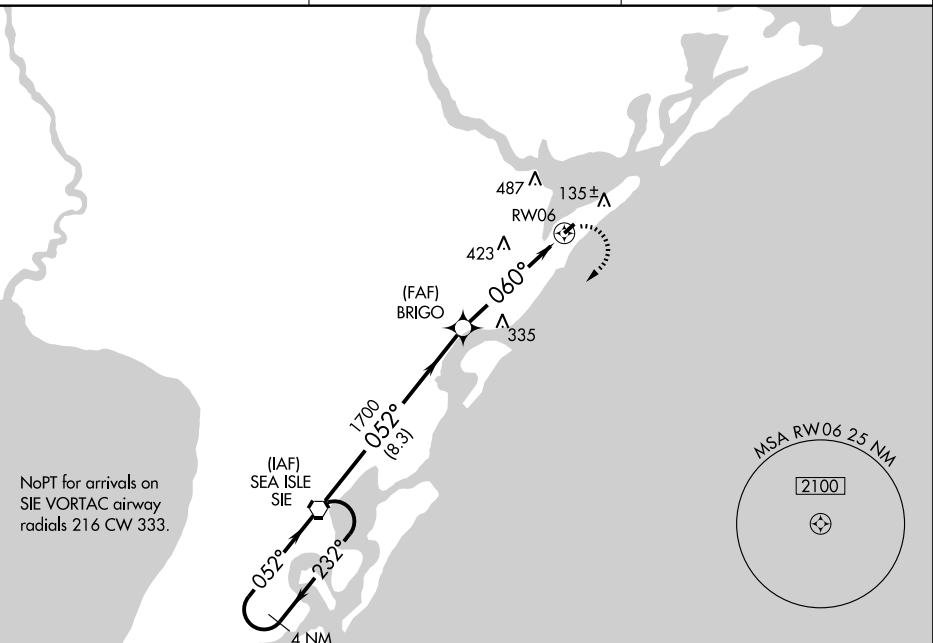 487
135±
RW06
423
060°
(FAF)
BRIGO
335
1700
052°
(8.3)
(IAF)
SEA ISLE
SIE
NoPT for arrivals on
SIE VORTAC airway
radials 216 CW 333.
052°
232°
4 NM
MSA RW06 25 NM
2100